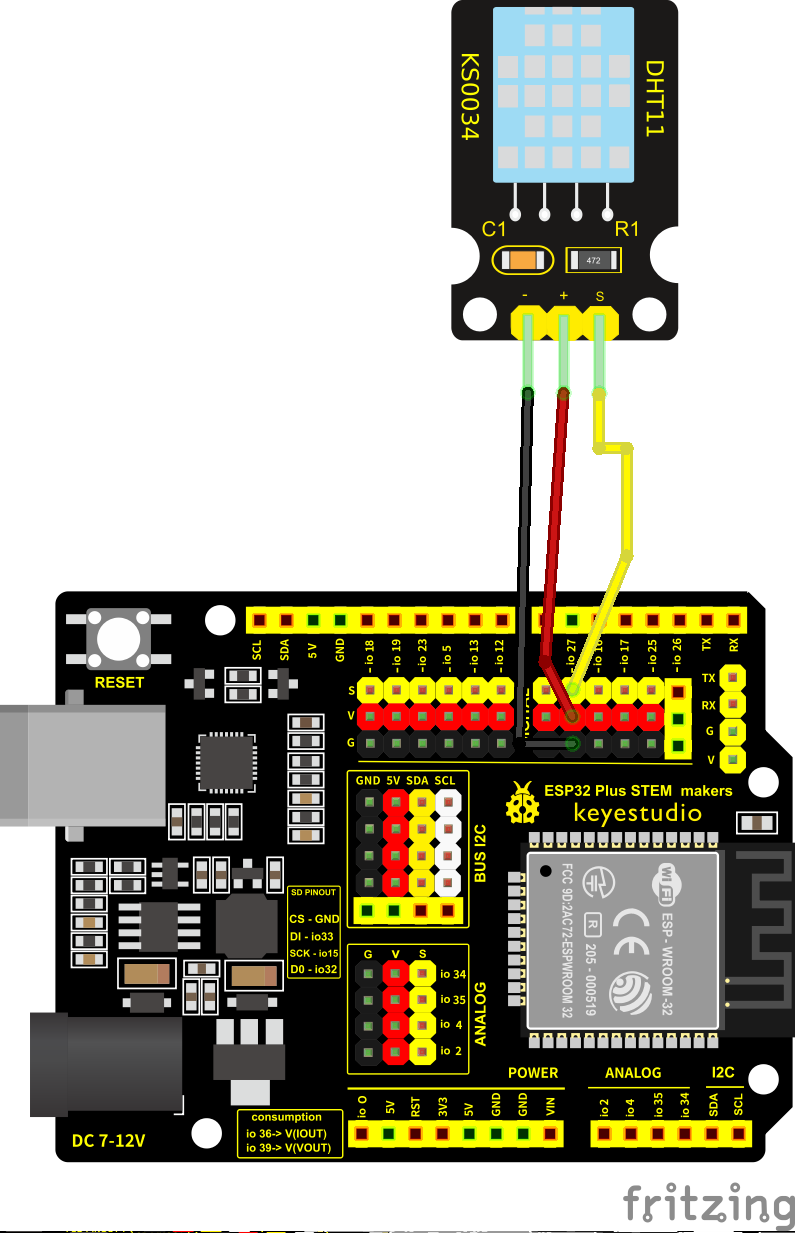 KS0034
DHT11
C1
R1
472
- + S
SCL
SDA
5V
GND
~io 18
~io 19
~io 23
~io 5
~io 13
~io 12
io 27
~io 17
~io 25
~io 26
TX
RX
RESET
S
V
G
TX
RX
G
V
GND 5V SDA SCL
BUS I2C
ESP32 Plus STEM makers
keyestudio
SD PINOUT
CS - GND
DI - io33
SCK - io15
D0 - io32
G V S
io 34
io 35
io 4
io 2
ANALOG
FCC 9D:2AC72-ESPWROOM 32
R
205 - 000519
CE
Wi Fi
ESP - WROOM -32
POWER
ANALOG
I2C
io O
5V
RST
3V3
5V
GND
GND
VIN
io 2
io 4
io 35
io 34
SDA
SCL
consumption
io 36-> V(IOUT)
io 39-> V(VOUT)
DC 7-12V
fritzing